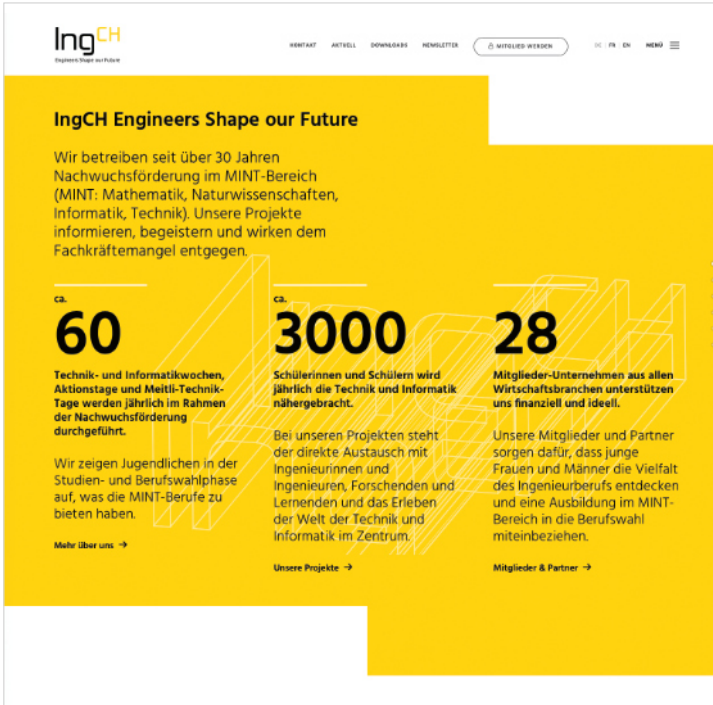 IngCH
Engineers Shape our Future
KONTAKT AKTUELL DOWNLOADS NEWSLETTER MITGLIED WERDEN DE FR EN MENÜ
IngCH Engineers Shape our Future
Wir betreiben seit über 30 Jahren
Nachwuchsförderung im MINT-Bereich
(MINT: Mathematik, Naturwissenschaften,
Informatik, Technik). Unsere Projekte
informieren, begeistern und wirken dem
Fachkräftemangel entgegen.
ca.
60
Technik- und Informatikwochen,
Aktionstage und Meitli-Technik-
Tage werden jährlich im Rahmen
der Nachwuchsförderung
durchgeführt.
Wir zeigen Jugendlichen in der
Studien- und Berufswahlphase
auf, was die MINT-Berufe zu
bieten haben.
Mehr über uns →
ca.
3000
Schülerinnen und Schülern wird
jährlich die Technik und Informatik
nähergebracht.
Bei unseren Projekten steht
der direkte Austausch mit
Ingenieurinnen und
Ingenieuren, Forschenden und
Lernenden und das Erleben
der Welt der Technik und
Informatik im Zentrum.
Unsere Projekte →
28
Mitglieder-Unternehmen aus allen
Wirtschaftsbranchen unterstützen
uns finanziell und ideell.
Unsere Mitglieder und Partner
sorgen dafür, dass junge
Frauen und Männer die Vielfalt
des Ingenieurberufs entdecken
und eine Ausbildung im MINT-
Bereich in die Berufswahl
miteinbeziehen.
Mitglieder & Partner →